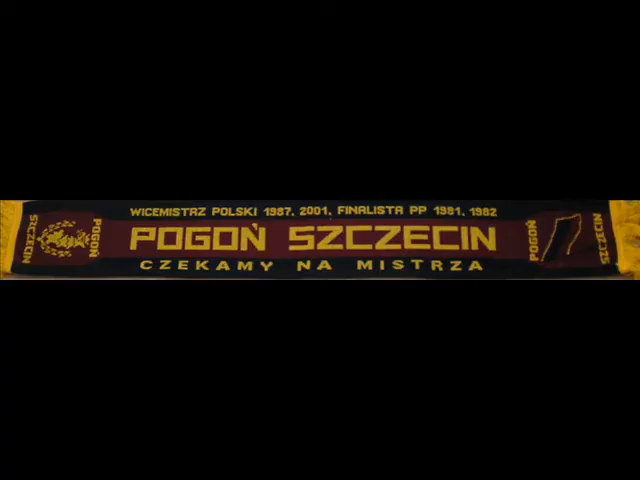 WICEMISTRZ POLSKI 1987, 2001, FINALISTA PP 1981, 1982
POGOŃ SZCZECIN
CZEKAMY NA MISTRZA
POGOŃ
SZCZECIN
POGOŃ
SZCZECIN